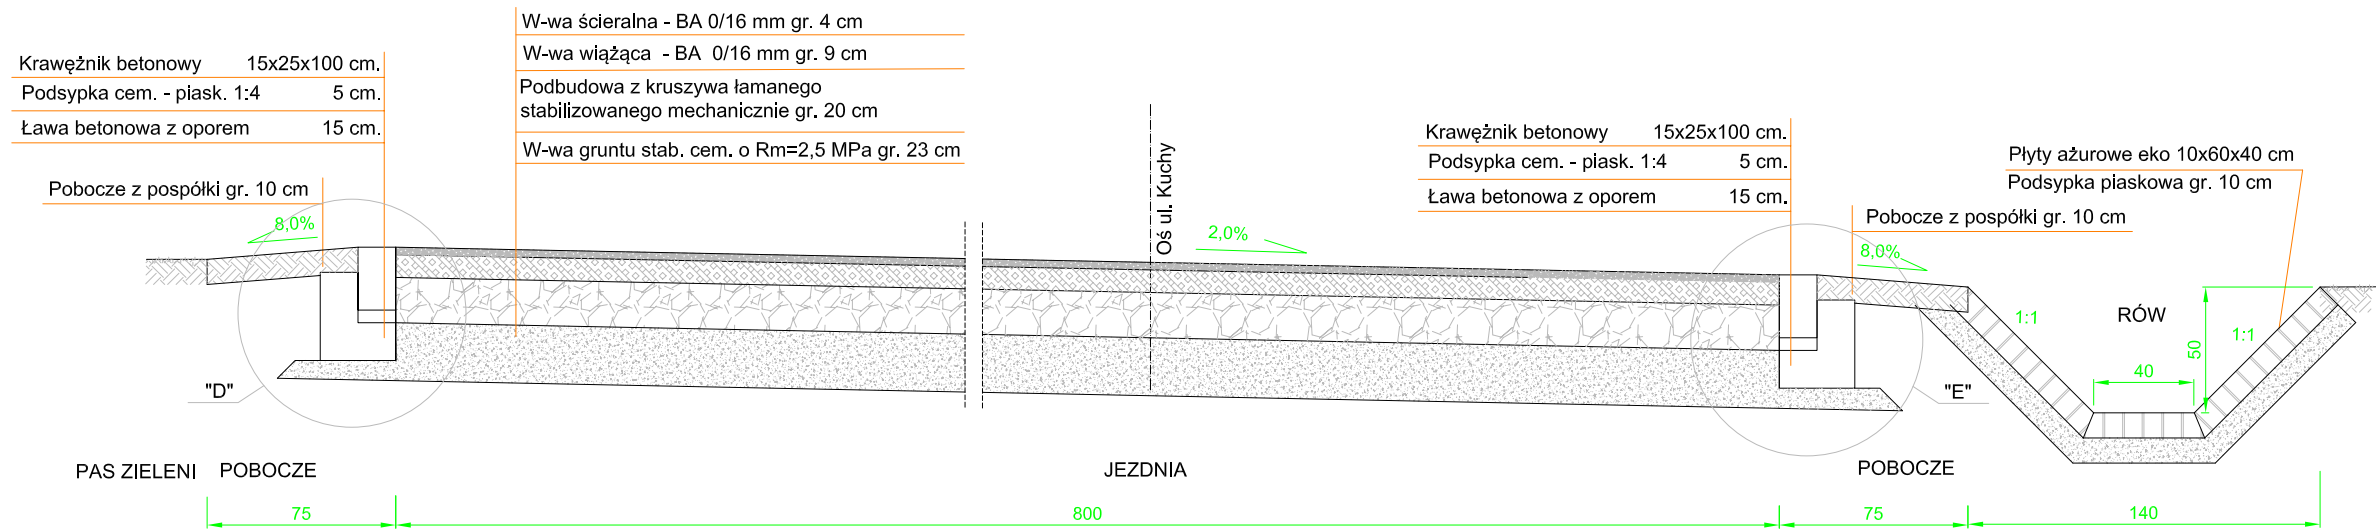 W-wa ścieralna - BA 0/16 mm gr. 4 cm
W-wa wiążąca - BA 0/16 mm gr. 9 cm
Podbudowa z kruszywa łamanego
stabilizowanego mechanicznie gr. 20 cm
W-wa gruntu stab. cem. o Rm=2,5 MPa gr. 23 cm
Krawężnik betonowy 15x25x100 cm.
Podsypka cem. - piask. 1:4 5 cm.
Ława betonowa z oporem 15 cm.
Pobocze z pospółki gr. 10 cm
8,0%
Oś ul. Kuchy
2,0%
Krawężnik betonowy 15x25x100 cm.
Podsypka cem. - piask. 1:4 5 cm.
Ława betonowa z oporem 15 cm.
Płyty ażurowe eko 10x60x40 cm
Podsypka piaskowa gr. 10 cm
Pobocze z pospółki gr. 10 cm
8,0%
1:1
RÓW
1:1
50
40
"D"
"E"
PAS ZIELENI
POBOCZE
JEZDNIA
POBOCZE
75
800
75
140